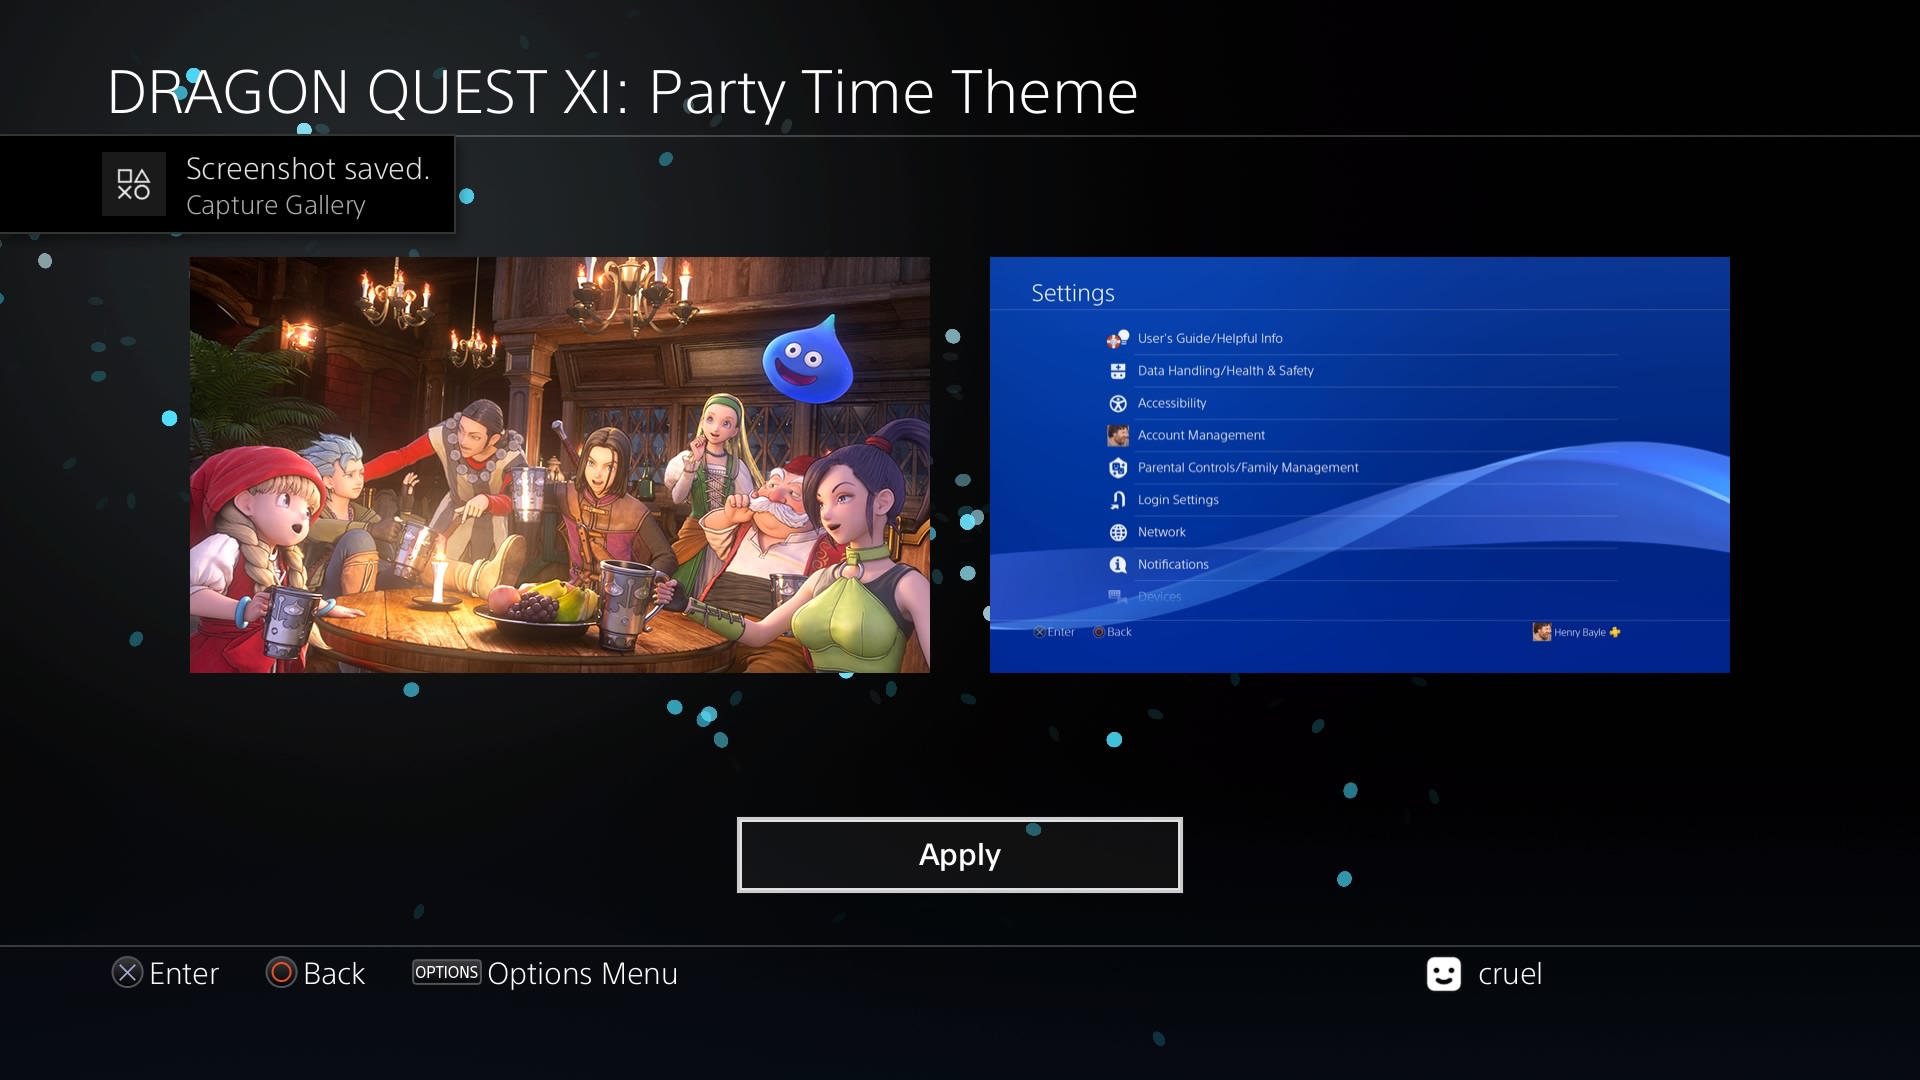 DRAGON QUEST XI: Party Time Theme
Screenshot saved.
Capture Gallery
Settings
User's Guide/Helpful Info
Data Handling/Health & Safety
Accessibility
Account Management
Parental Controls/Family Management
Login Settings
Network
Notifications
Devices
Enter Back
Henry Bayle
Apply
Enter Back OPTIONS Options Menu
cruel